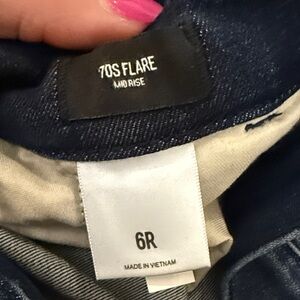 70S FLARE
MID RISE
6R
MADE IN VIETNAM